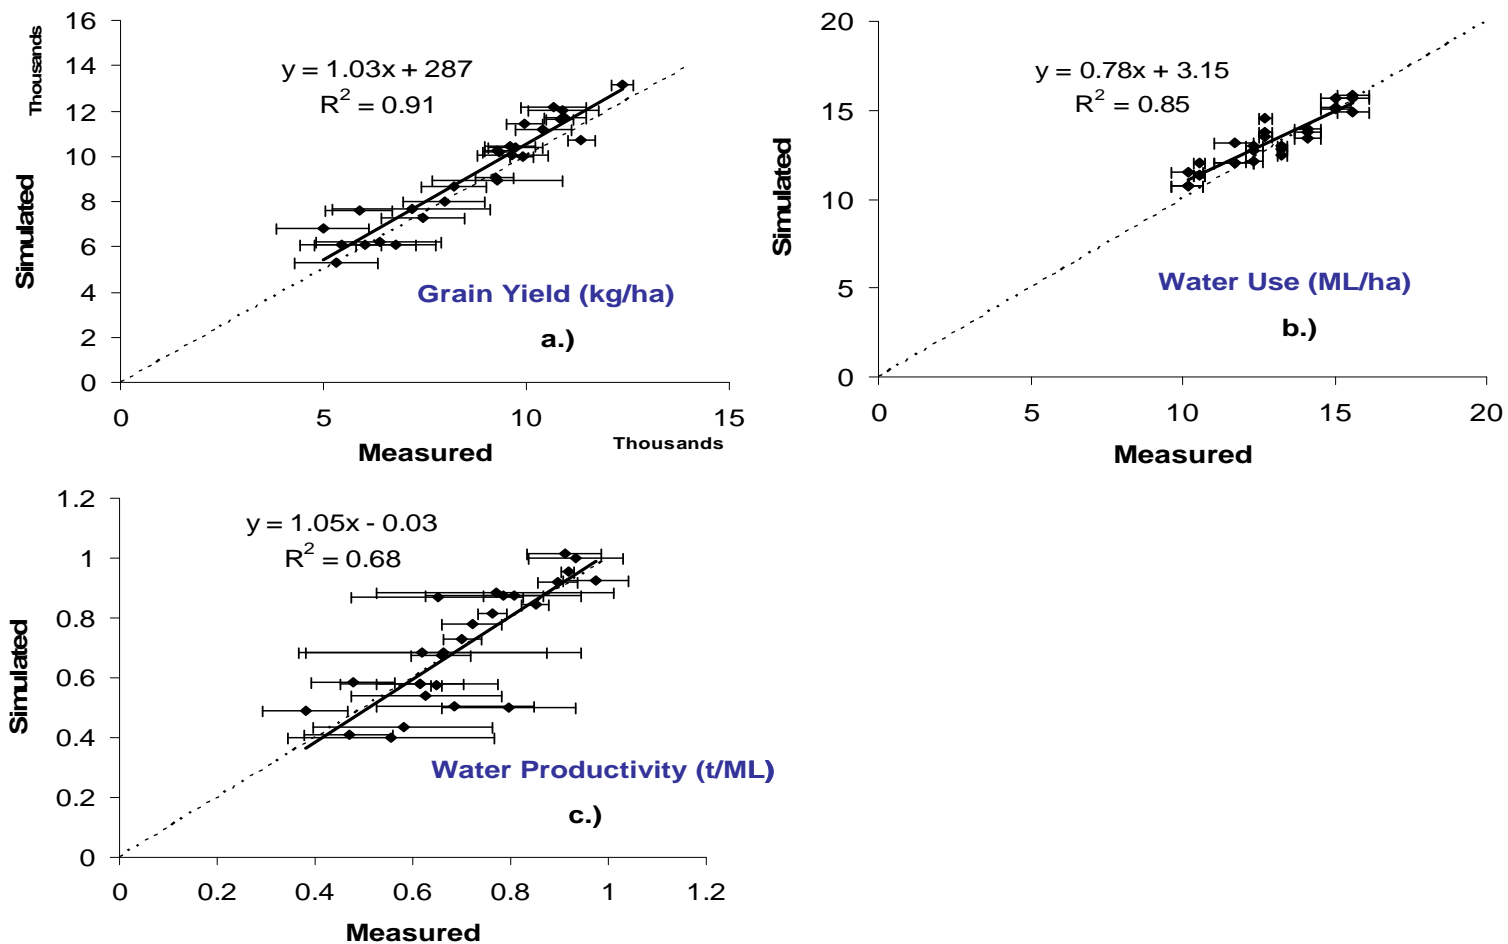 16
14
12
10
8
6
4
2
0
Thousands
Simulated
y = 1.03x + 287
R² = 0.91
Grain Yield (kg/ha)
a.)
0 5 10 15
Measured
Thousands
20
15
10
5
0
Simulated
y = 0.78x + 3.15
R² = 0.85
Water Use (ML/ha)
b.)
0 5 10 15 20
Measured
1.2
1
0.8
0.6
0.4
0.2
0
Simulated
y = 1.05x - 0.03
R² = 0.68
Water Productivity (t/ML)
c.)
0 0.2 0.4 0.6 0.8 1 1.2
Measured